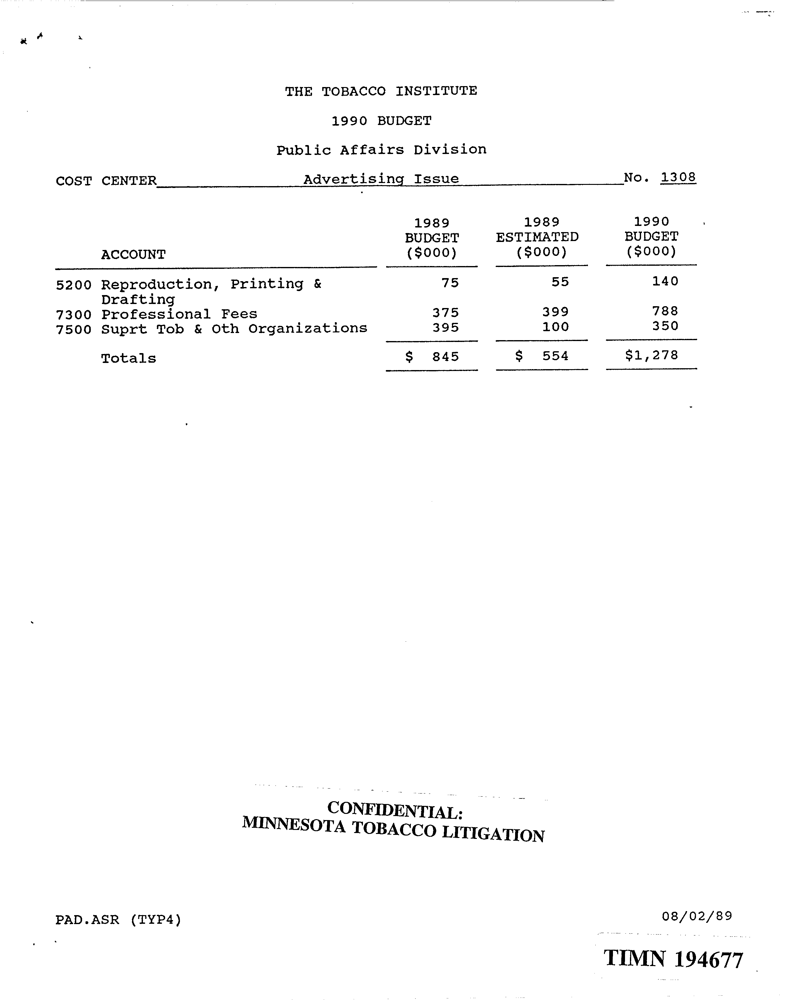 THE TOBACCO INSTITUTE
1990 BUDGET
Public Affairs Division
COST CENTER Advertising Issue No. 1308
1989 1989 1990
BUDGET ESTIMATED BUDGET
ACCOUNT ($000) ($000) ($000)
5200 Reproduction, Printing & 75 55 140
Drafting
7300 Professional Fees 375 399 788
7500 Suprt Tob & Oth Organizations 395 100 350
Totals $ 845 $ 554 $1,278
CONFIDENTIAL:
MINNESOTA TOBACCO LITIGATION
PAD.ASR (TYP4) 08/02/89
TIMN 194677